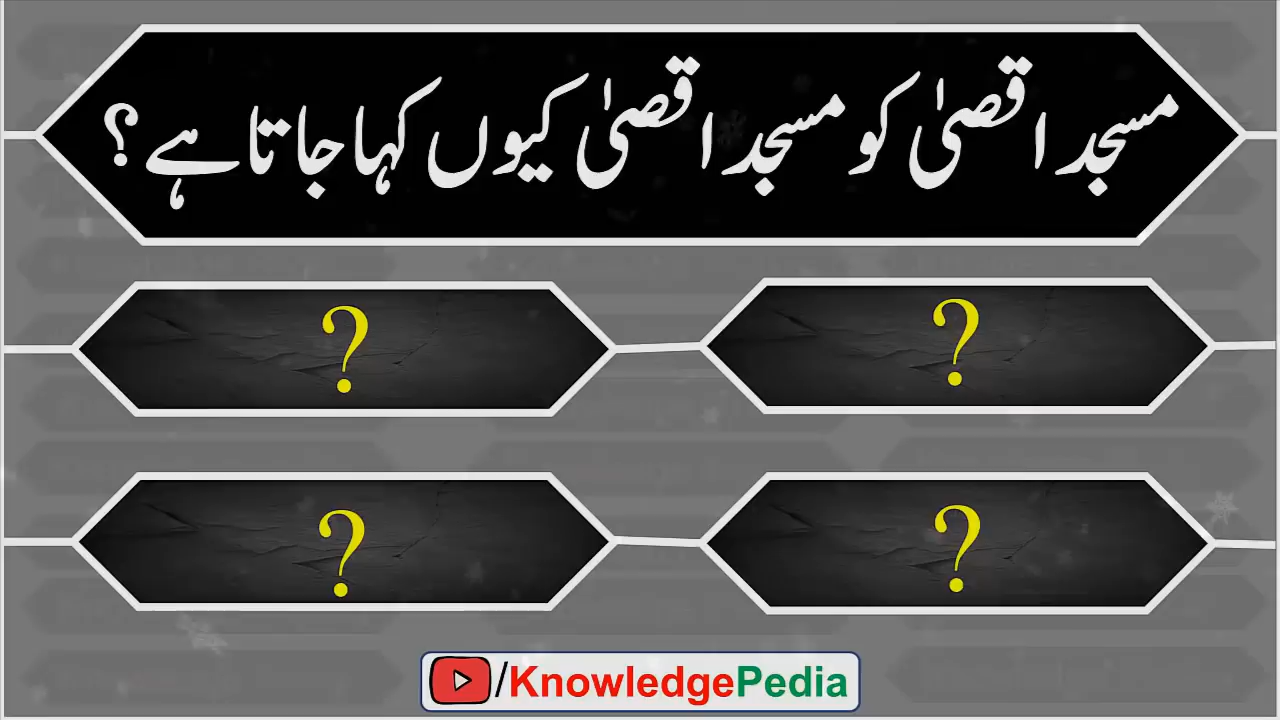 مسجد اقصیٰ کو مسجد اقصیٰ کیوں کہا جاتا ہے؟
? ?
? ?
/KnowledgePedia